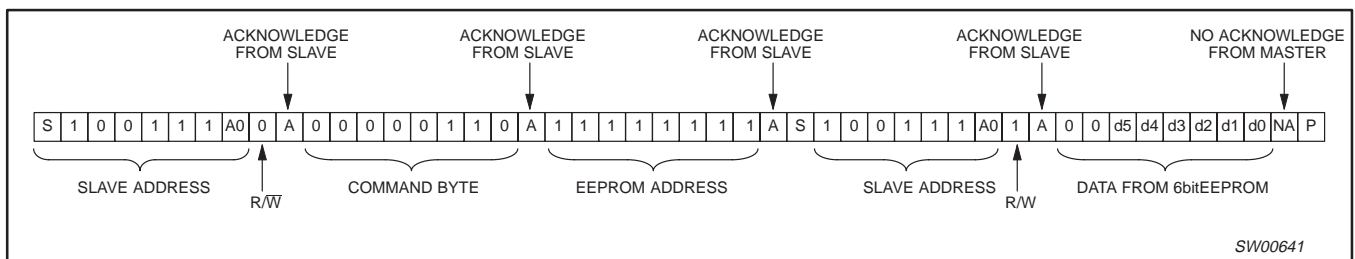 ACKNOWLEDGE
FROM SLAVE
ACKNOWLEDGE
FROM SLAVE
ACKNOWLEDGE
FROM SLAVE
ACKNOWLEDGE
FROM SLAVE
NO ACKNOWLEDGE
FROM MASTER
S 1 0 0 1 1 1 A0 0 A 0 0 0 0 0 1 1 0 A 1 1 1 1 1 1 1 1 A S 1 0 0 1 1 1 A0 1 A 0 0 d5 d4 d3 d2 d1 d0 NA P
SLAVE ADDRESS
R/W̅
COMMAND BYTE
EEPROM ADDRESS
SLAVE ADDRESS
R/W
DATA FROM 6bitEEPROM
SW00641